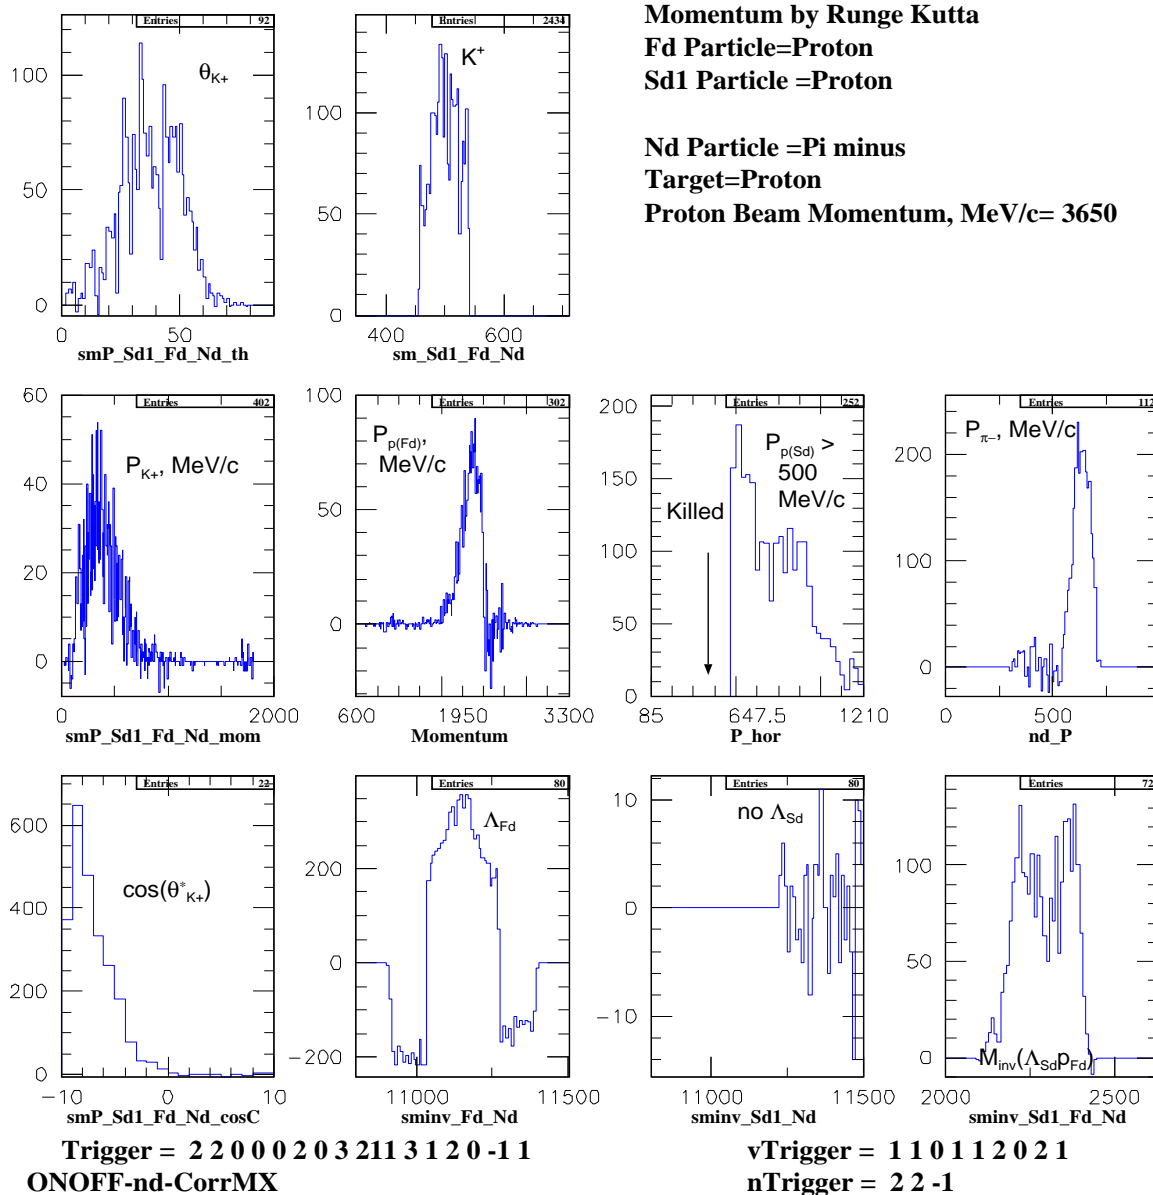 Entries 92
120
100
50
0
0
50
θK+
smP_Sd1_Fd_Nd_th
Entries 2434
100
50
0
400
600
K+
sm_Sd1_Fd_Nd
Momentum by Runge Kutta
Fd Particle=Proton
Sd1 Particle =Proton
Nd Particle =Pi minus
Target=Proton
Proton Beam Momentum, MeV/c= 3650
Entries 402
60
40
20
0
0
2000
PK+, MeV/c
smP_Sd1_Fd_Nd_mom
Entries 302
100
50
0
600
1950
3300
Pp(Fd),
MeV/c
Momentum
Entries 252
200
150
100
50
0
85
647.5
1210
Pp(Sd) >
500
MeV/c
Killed
P_hor
Entries 112
200
100
0
0
500
Pπ−, MeV/c
nd_P
Entries 22
600
400
200
0
−10
0
10
cos(θ*K+)
smP_Sd1_Fd_Nd_cosC
Entries 80
200
0
−200
11000
11500
ΛFd
sminv_Fd_Nd
Entries 80
10
0
−10
11000
11500
no ΛSd
sminv_Sd1_Nd
Entries 72
100
50
0
2000
2500
Minv(ΛSdpFd)
sminv_Sd1_Fd_Nd
Trigger = 2 2 0 0 0 2 0 3 211 3 1 2 0 -1 1
vTrigger = 1 1 0 1 1 2 0 2 1
ONOFF-nd-CorrMX
nTrigger = 2 2 -1